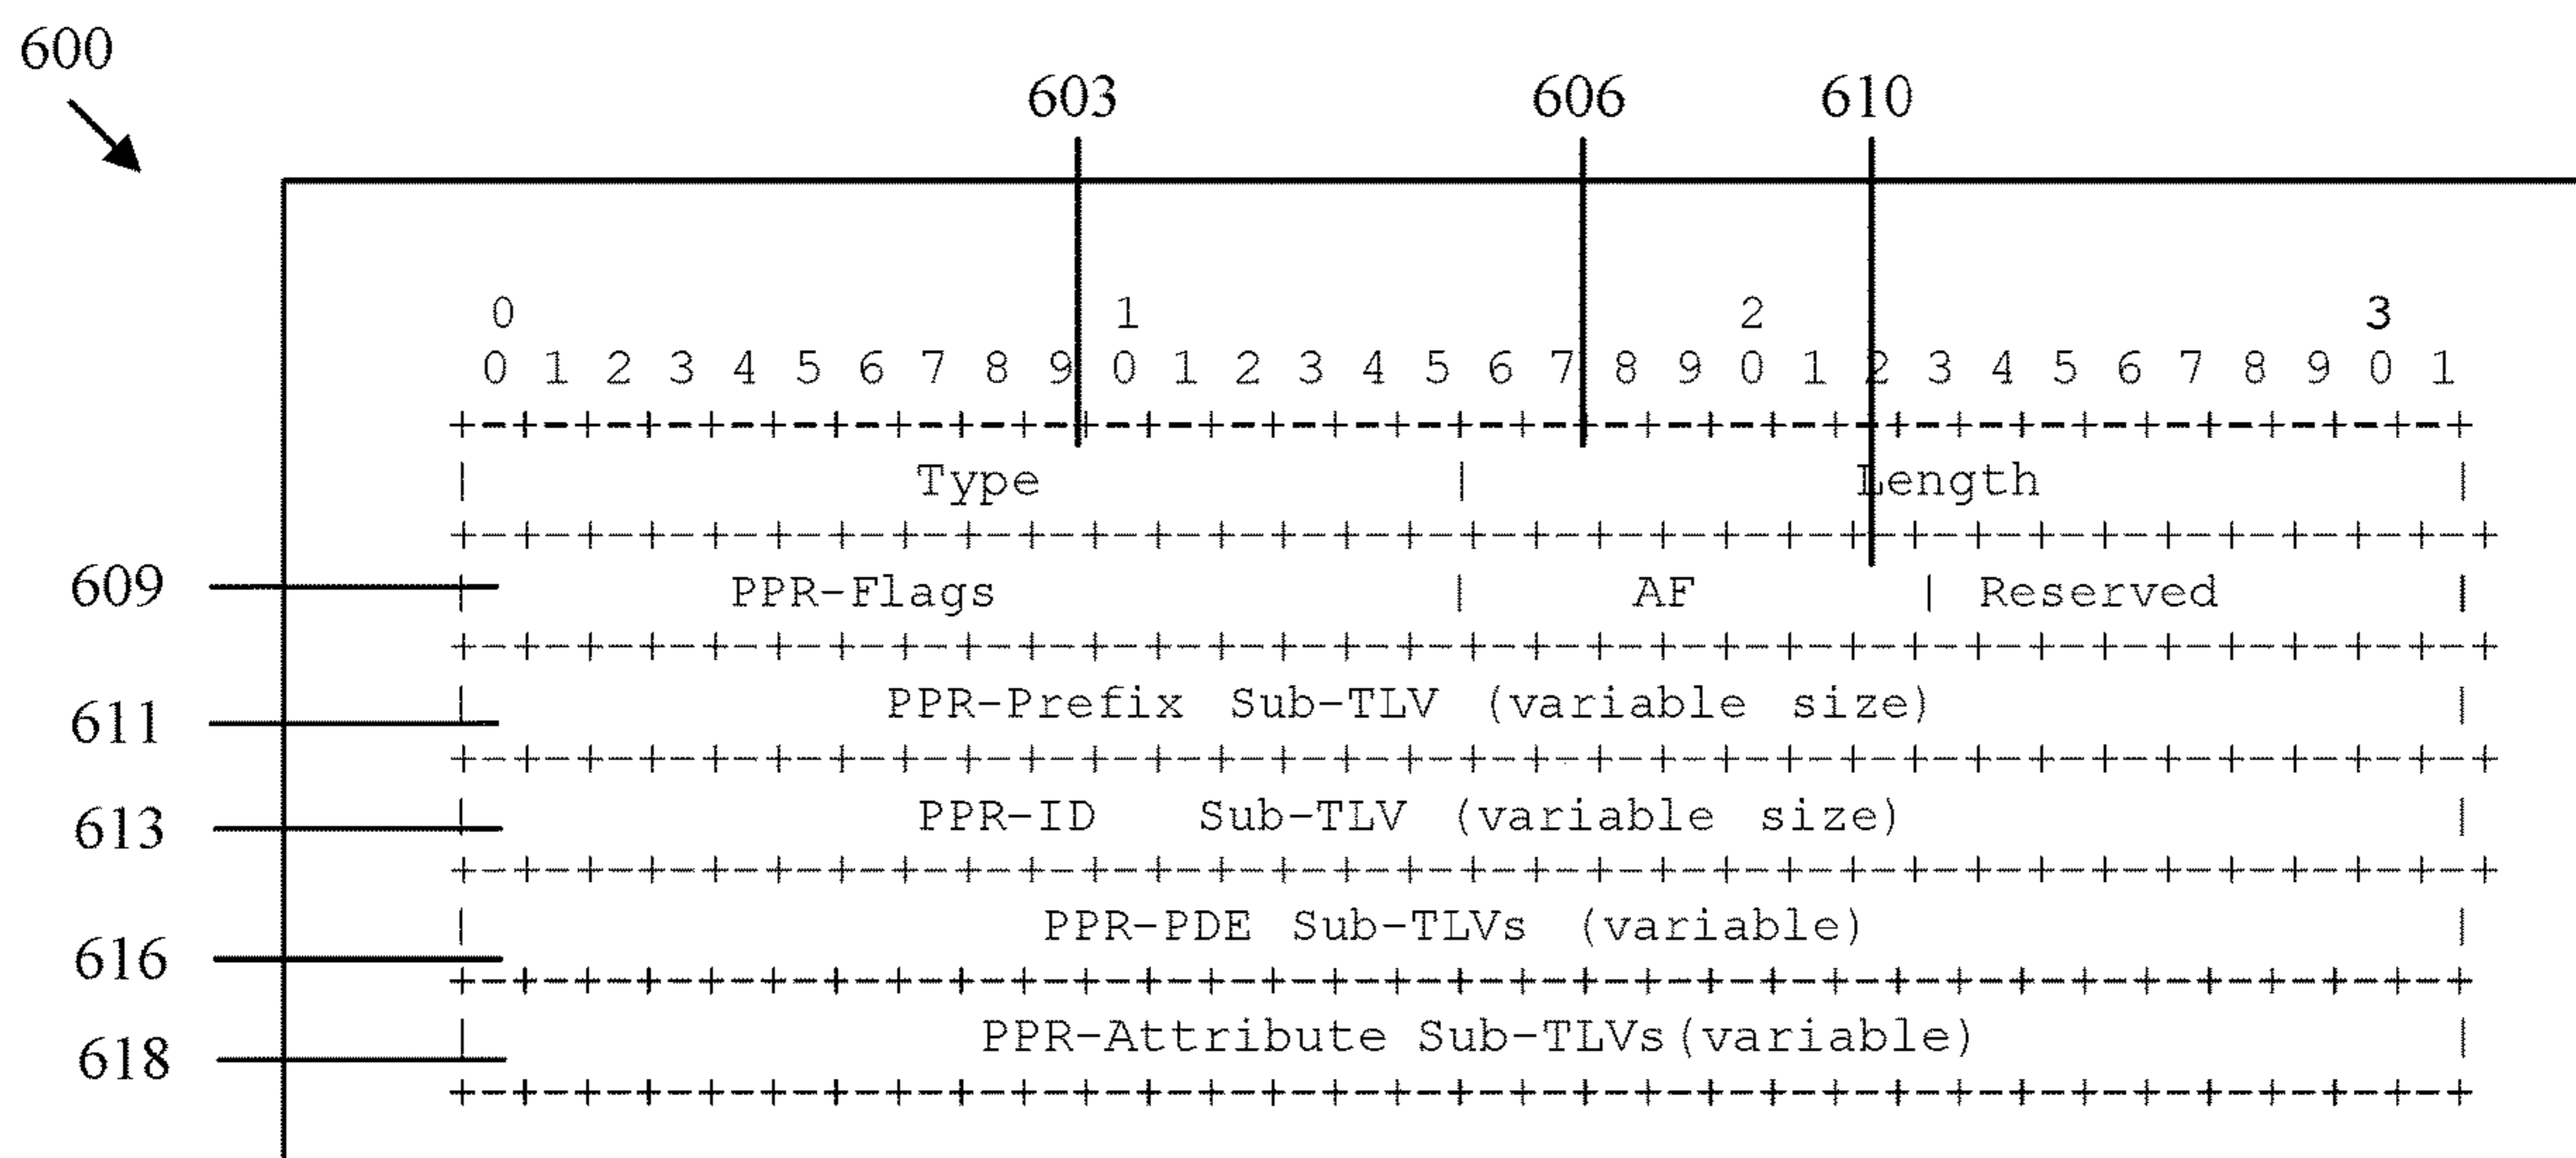 600
603 606 610
0 1 2 3
0 1 2 3 4 5 6 7 8 9 0 1 2 3 4 5 6 7 8 9 0 1 2 3 4 5 6 7 8 9 0 1
+-+-+-+-+-+-+-+-+-+-+-+-+-+-+-+-+-+-+-+-+-+-+-+-+-+-+-+-+-+-+-+-+
| Type | Length |
+-+-+-+-+-+-+-+-+-+-+-+-+-+-+-+-+-+-+-+-+-+-+-+-+-+-+-+-+-+-+-+-+
609 | PPR-Flags | AF | Reserved |
+-+-+-+-+-+-+-+-+-+-+-+-+-+-+-+-+-+-+-+-+-+-+-+-+-+-+-+-+-+-+-+-+
611 | PPR-Prefix Sub-TLV (variable size) |
+-+-+-+-+-+-+-+-+-+-+-+-+-+-+-+-+-+-+-+-+-+-+-+-+-+-+-+-+-+-+-+-+
613 | PPR-ID Sub-TLV (variable size) |
+-+-+-+-+-+-+-+-+-+-+-+-+-+-+-+-+-+-+-+-+-+-+-+-+-+-+-+-+-+-+-+-+
616 | PPR-PDE Sub-TLVs (variable) |
+-+-+-+-+-+-+-+-+-+-+-+-+-+-+-+-+-+-+-+-+-+-+-+-+-+-+-+-+-+-+-+-+
618 | PPR-Attribute Sub-TLVs(variable) |
+-+-+-+-+-+-+-+-+-+-+-+-+-+-+-+-+-+-+-+-+-+-+-+-+-+-+-+-+-+-+-+-+